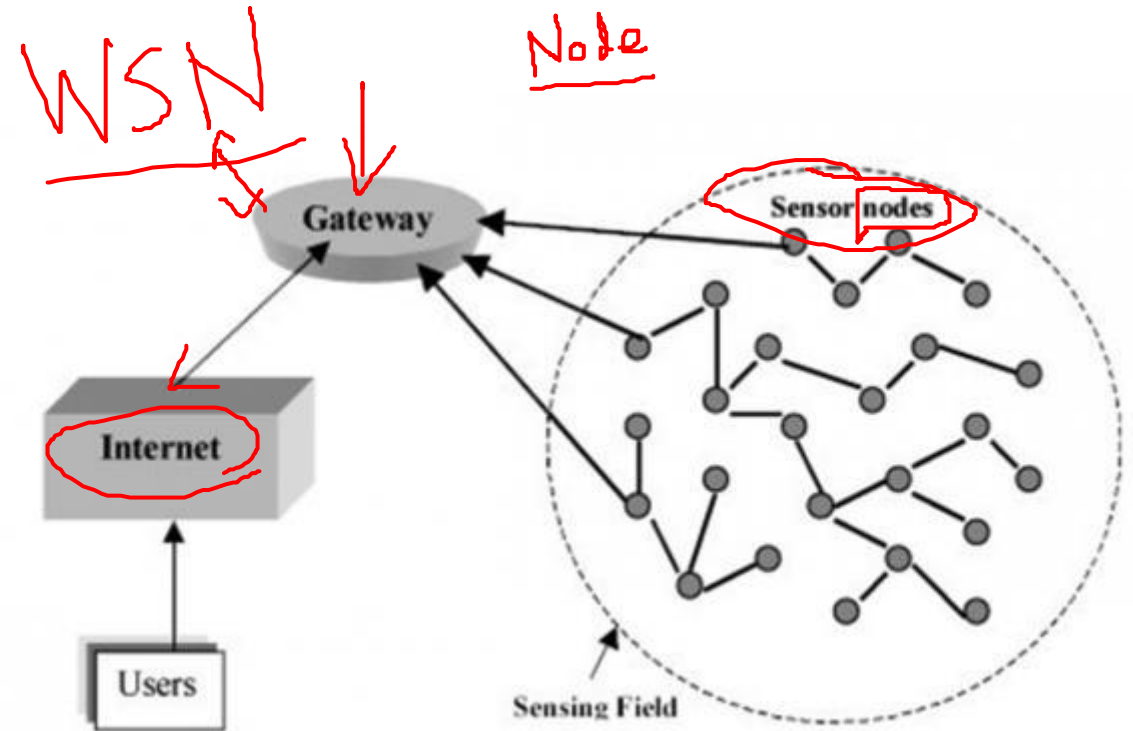 WSN
Node
Sensor nodes
Gateway
Internet
Users
Sensing Field